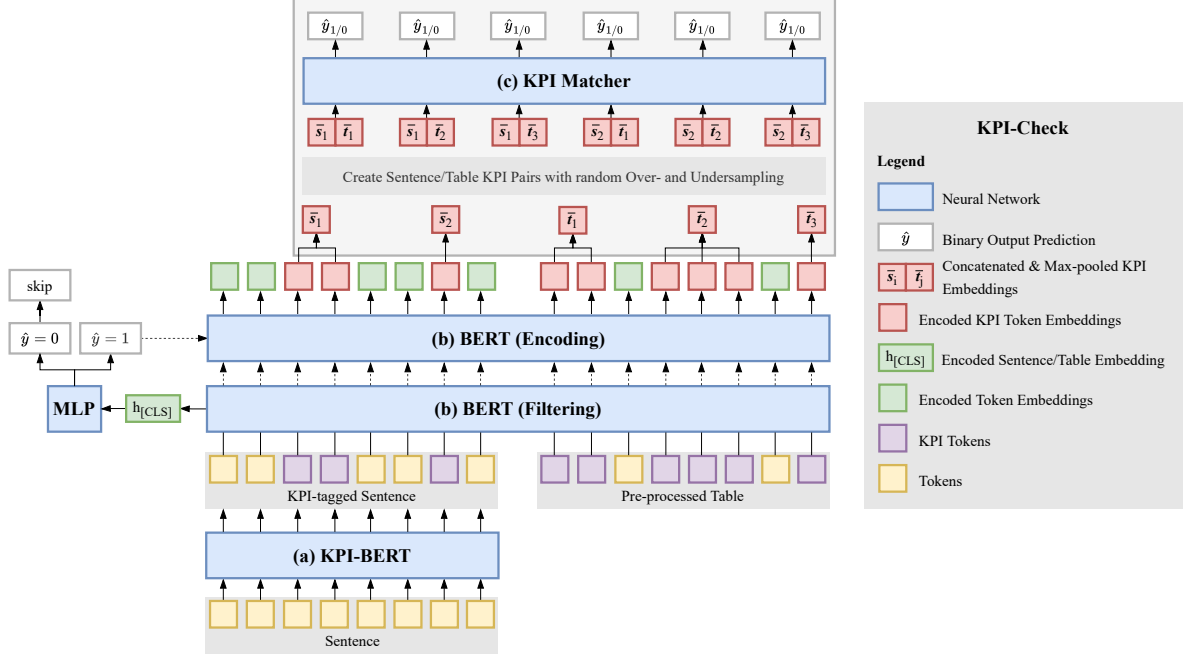 ŷ1/0 ŷ1/0 ŷ1/0 ŷ1/0 ŷ1/0 ŷ1/0
(c) KPI Matcher
s̄1 t̄1 s̄1 t̄2 s̄1 t̄3 s̄2 t̄1 s̄2 t̄2 s̄2 t̄3
Create Sentence/Table KPI Pairs with random Over- and Undersampling
s̄1 s̄2 t̄1 t̄2 t̄3
skip
ŷ = 0 ŷ = 1
(b) BERT (Encoding)
MLP
h[CLS]
(b) BERT (Filtering)
KPI-tagged Sentence
Pre-processed Table
(a) KPI-BERT
Sentence
KPI-Check
Legend
Neural Network
ŷ Binary Output Prediction
s̄i t̄j Concatenated & Max-pooled KPI
Embeddings
Encoded KPI Token Embeddings
h[CLS] Encoded Sentence/Table Embedding
Encoded Token Embeddings
KPI Tokens
Tokens